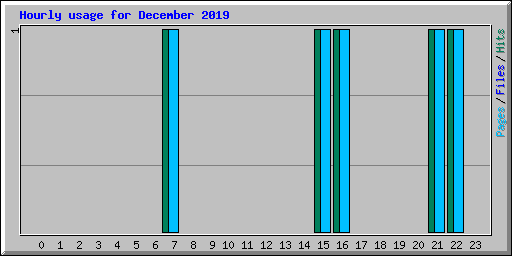 Hourly usage for December 2019
1
Pages / Files / Hits
0 1 2 3 4 5 6 7 8 9 10 11 12 13 14 15 16 17 18 19 20 21 22 23